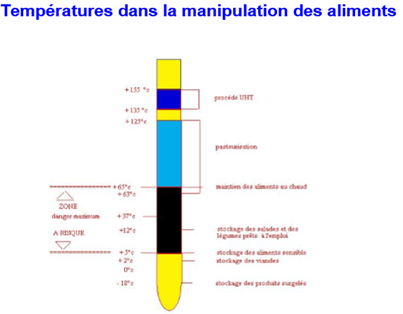 Températures dans la manipulation des aliments
+155 °c
procédé UHT
+135 °c
+125°c
pasteurisation
+65°c
maintien des aliments au chaud
+63°c
ZONE
danger maximum
+37°c
A RISQUE
+12°c
stockage des salades et des
légumes prêts à l'emploi
+5°c
stockage des aliments sensible
+2°c
stockage des viandes
0°c
-18°c
stockage des produits surgelés